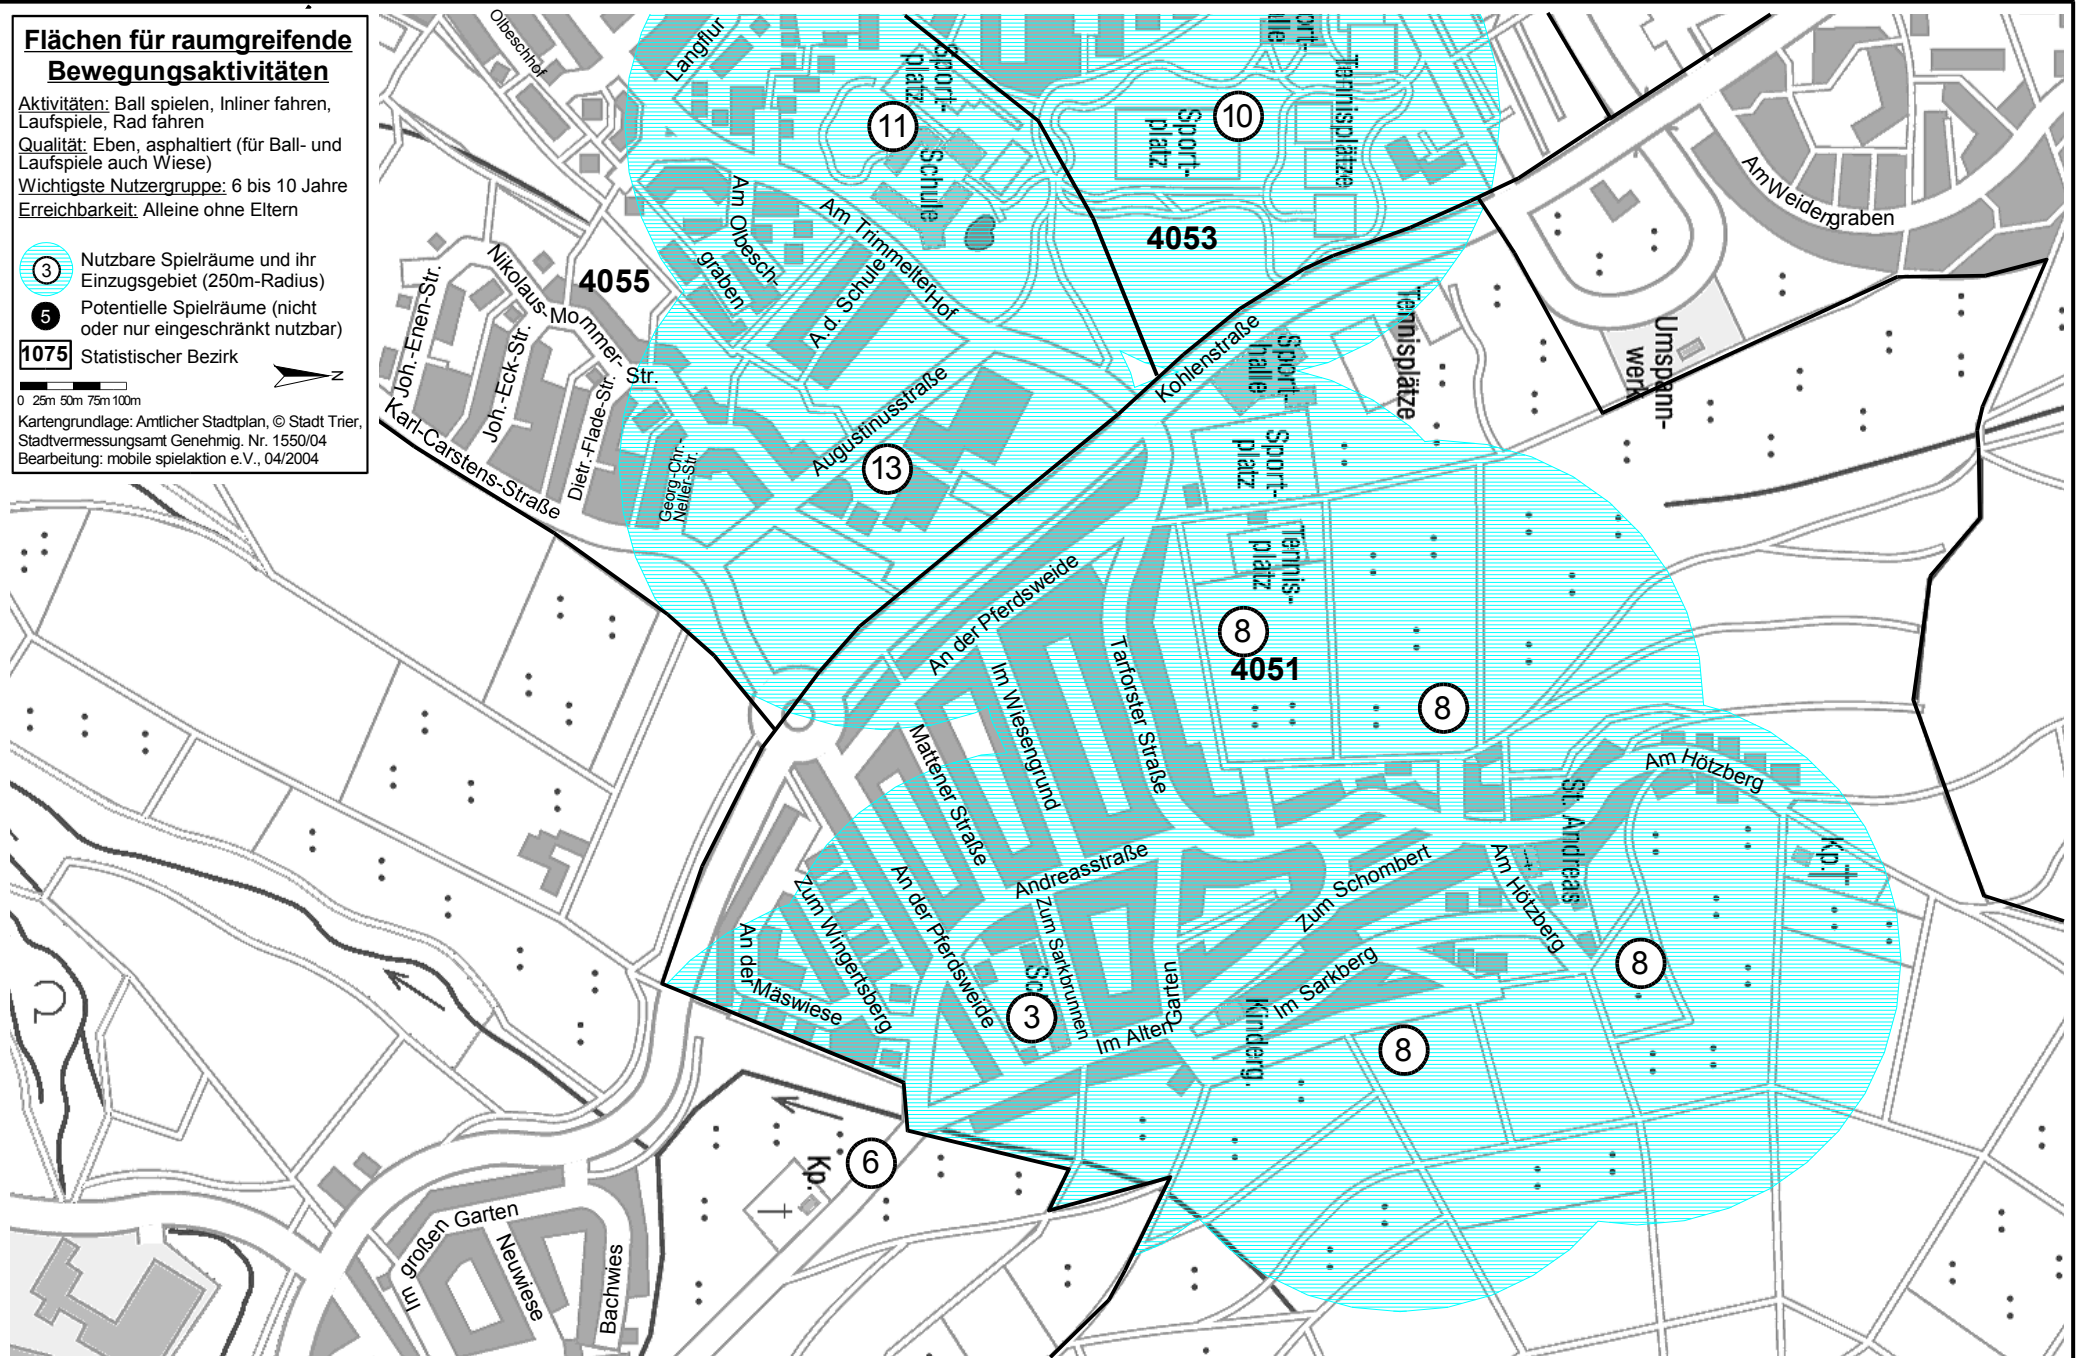 Flächen für raumgreifende
Bewegungsaktivitäten
Aktivitäten: Ball spielen, Inliner fahren,
Laufspiele, Rad fahren
Qualität: Eben, asphaltiert (für Ball- und
Laufspiele auch Wiese)
Wichtigste Nutzergruppe: 6 bis 10 Jahre
Erreichbarkeit: Alleine ohne Eltern
3
Nutzbare Spielräume und ihr
Einzugsgebiet (250m-Radius)
5
Potentielle Spielräume (nicht
oder nur eingeschränkt nutzbar)
1075 Statistischer Bezirk
N
0 25m 50m 75m 100m
Kartengrundlage: Amtlicher Stadtplan, © Stadt Trier,
Stadtvermessungsamt Genehmig. Nr. 1550/04
Bearbeitung: mobile spielaktion e.V., 04/2004
Olbeschhof
Langflur
Sport-
platz
11
Schule
Sport-
platz
10
Tennisplätze
4053
Am Weidengraben
Am Olbesch-
graben
Am Trimmelter Hof
A.d. Schule
4055
Nikolaus-Mommer-
Str.
Joh.-Enen-Str.
Joh.-Eck-Str.
Dietr.-Flade-Str.
Karl-Carstens-Straße
Georg-Chr.-
Neller-Str.
Augustinusstraße
13
Kohlenstraße
Sport-
halle
Tennisplätze
Umspann-
werk
Sport-
platz
Tennis-
platz
8
4051
8
An der Pferdsweide
Im Wiesengrund
Tarforster Straße
Mattener Straße
Andreasstraße
An der Pferdsweide
Zum Wingertsberg
An der
Mäswiese
Zum Sarkbrunnen
3
Im Alten
Garten
Zum Schombert
Im Sarkberg
Kinderg.
Am Hötzberg
St. Andreas
Am Hötzberg
Kp.
8
8
Kp.
6
Im großen Garten
Neuwiese
Bachwies